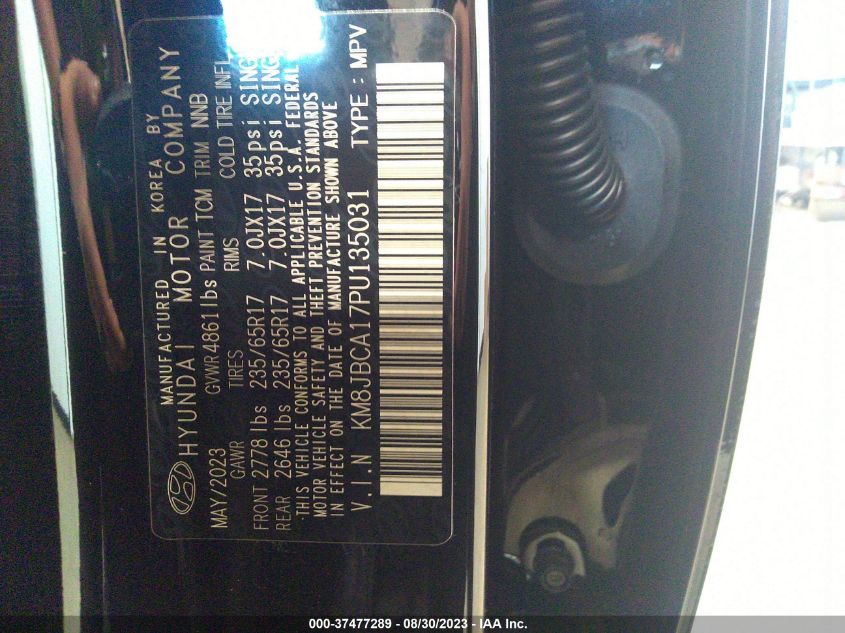 MANUFACTURED IN KOREA BY
HYUNDAI MOTOR COMPANY
MAY/2023 GVWR 4861 lbs PAINT TCM TRIM NNB
GAWR TIRES RIMS COLD TIRE INFL
FRONT 2778 lbs 235/65R17 7.0JX17 35psi SING
REAR 2646 lbs 235/65R17 7.0JX17 35psi SING
THIS VEHICLE CONFORMS TO ALL APPLICABLE U.S.A. FEDERAL
MOTOR VEHICLE SAFETY AND THEFT PREVENTION STANDARDS
IN EFFECT ON THE DATE OF MANUFACTURE SHOWN ABOVE
V.I.N KM8JBCA17PU135031 TYPE : MPV
000-37477289 - 08/30/2023 - IAA Inc.